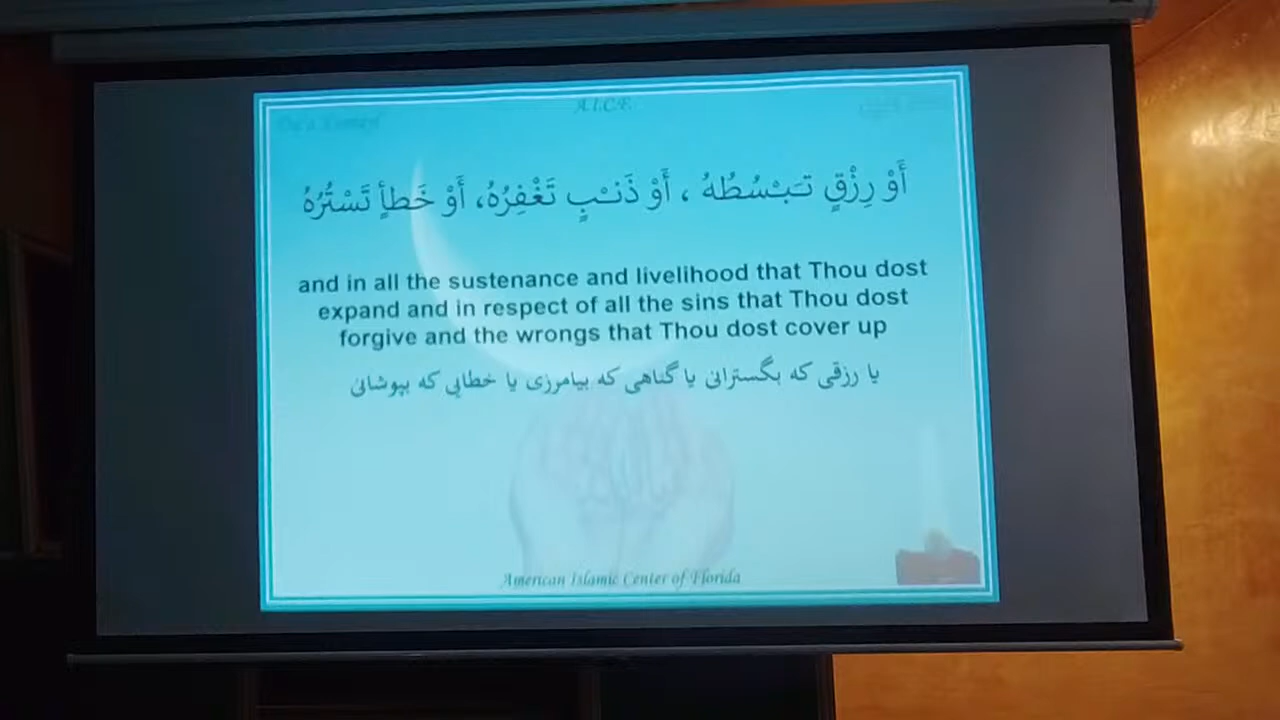 A.I.C.F.
Du'a Kumayl
أَوْ رِزْقٍ تَبْسُطُهُ ، أَوْ ذَنْبٍ تَغْفِرُهُ، أَوْ خَطَأٍ تَسْتُرُهُ
and in all the sustenance and livelihood that Thou dost
expand and in respect of all the sins that Thou dost
forgive and the wrongs that Thou dost cover up
یا رزقی که بگسترانی یا گناهی که بیامرزی یا خطایی که بپوشانی
American Islamic Center of Florida